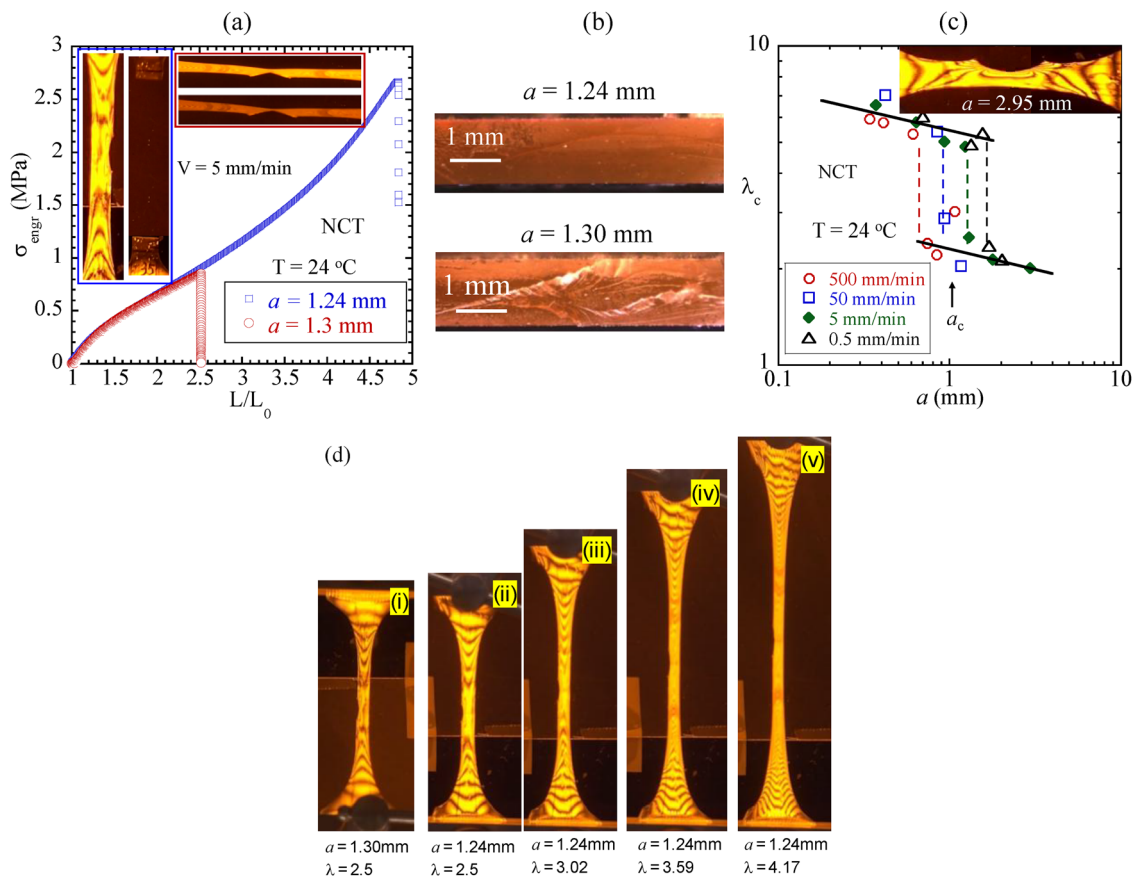 (a)
3
2.5
2
1.5
1
0.5
0
σengr (MPa)
V = 5 mm/min
NCT
T = 24 °C
a = 1.24 mm
a = 1.3 mm
1 1.5 2 2.5 3 3.5 4 4.5 5
L/L0
(b)
a = 1.24 mm
1 mm
a = 1.30 mm
1 mm
(c)
10
λc
1
a = 2.95 mm
NCT
T = 24 °C
500 mm/min
50 mm/min
5 mm/min
0.5 mm/min
ac
0.1 1 10
a (mm)
(d)
(i)
(ii)
(iii)
(iv)
(v)
a = 1.30mm
λ = 2.5
a = 1.24mm
λ = 2.5
a = 1.24mm
λ = 3.02
a = 1.24mm
λ = 3.59
a = 1.24mm
λ = 4.17